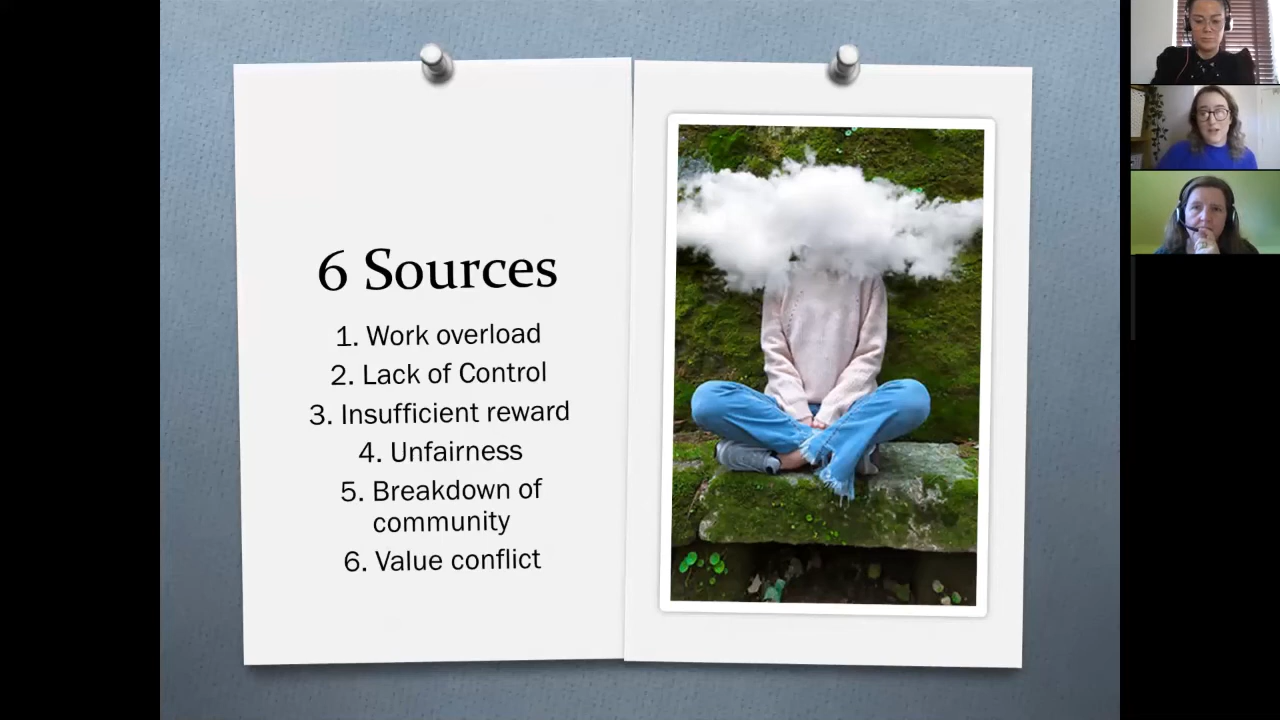 6 Sources
1. Work overload
2. Lack of Control
3. Insufficient reward
4. Unfairness
5. Breakdown of
community
6. Value conflict